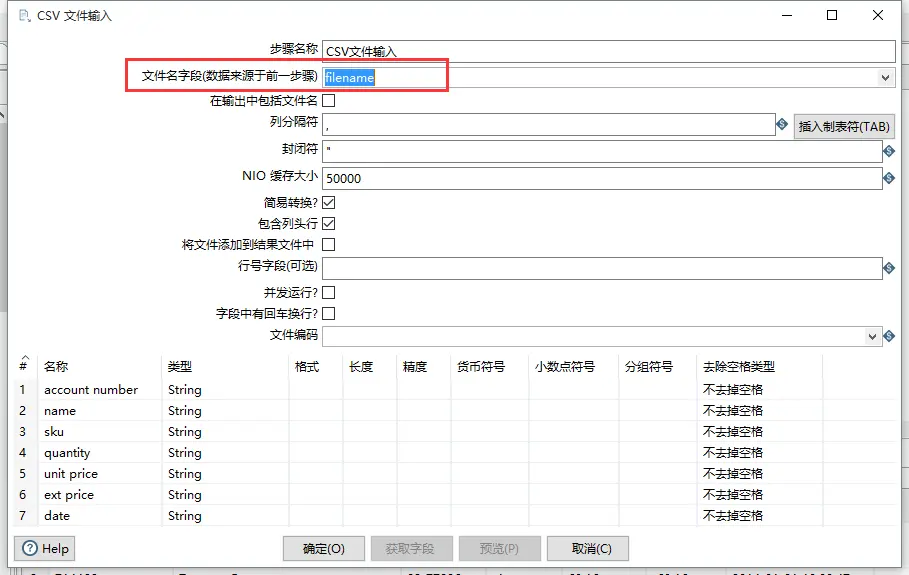 CSV 文件输入
步骤名称 CSV文件输入
文件名字段(数据来源于前一步骤) filename
在输出中包括文件名
列分隔符 , 插入制表符(TAB)
封闭符 "
NIO 缓存大小 50000
简易转换?
包含列头行
将文件添加到结果文件中
行号字段(可选)
并发运行?
字段中有回车换行?
文件编码
# 名称 类型 格式 长度 精度 货币符号 小数点符号 分组符号 去除空格类型
1 account number String 不去掉空格
2 name String 不去掉空格
3 sku String 不去掉空格
4 quantity String 不去掉空格
5 unit price String 不去掉空格
6 ext price String 不去掉空格
7 date String 不去掉空格
Help 确定(O) 获取字段 预览(P) 取消(C)